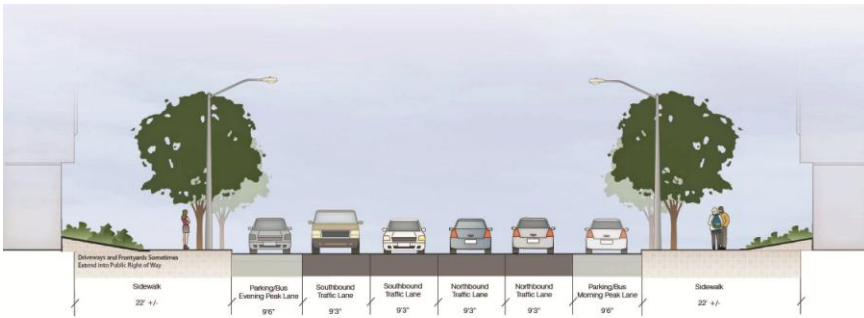 Driveways and Frontyards Sometimes
Extend into Public Right of Way
Sidewalk
22' +/-
Parking/Bus
Evening Peak Lane
9'6"
Southbound
Traffic Lane
9'3"
Southbound
Traffic Lane
9'3"
Northbound
Traffic Lane
9'3"
Northbound
Traffic Lane
9'3"
Parking/Bus
Morning Peak Lane
9'6"
Sidewalk
22' +/-